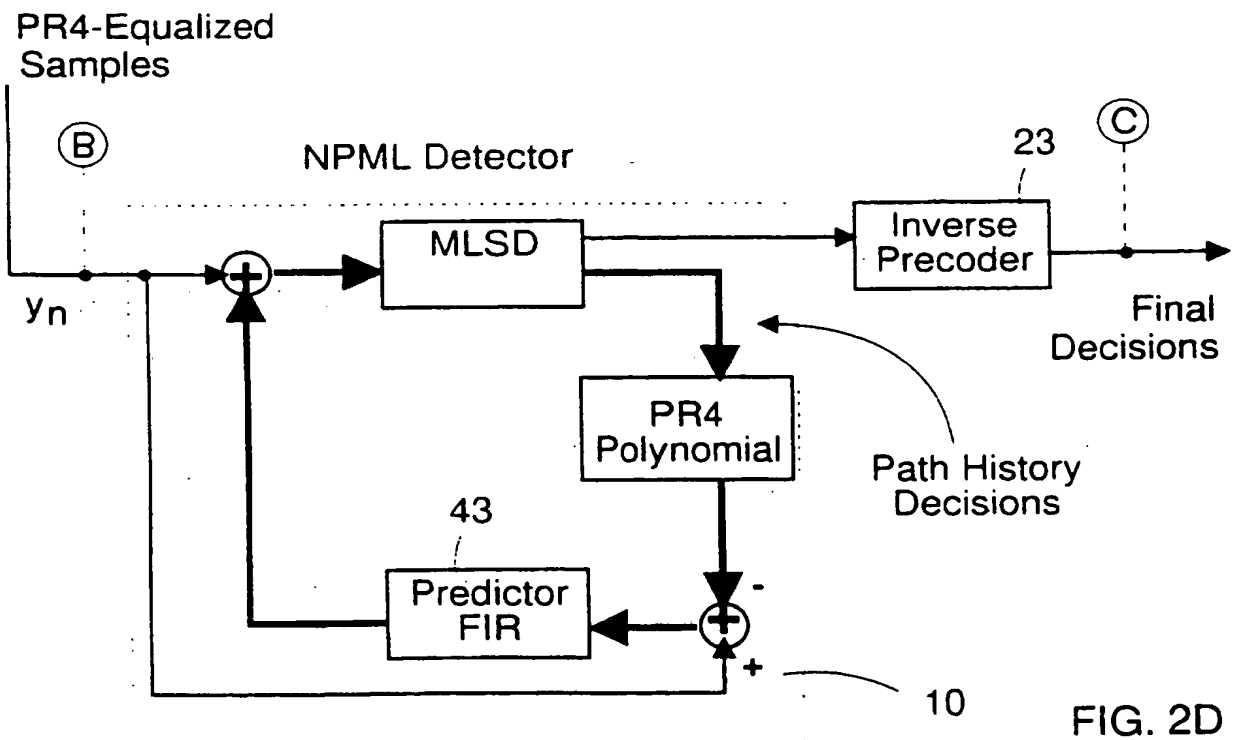 PR4-Equalized
Samples
B
NPML Detector
C
23
MLSD
Inverse
Precoder
yn
Final
Decisions
PR4
Polynomial
Path History
Decisions
43
Predictor
FIR
-
+
+
+
10
FIG. 2D